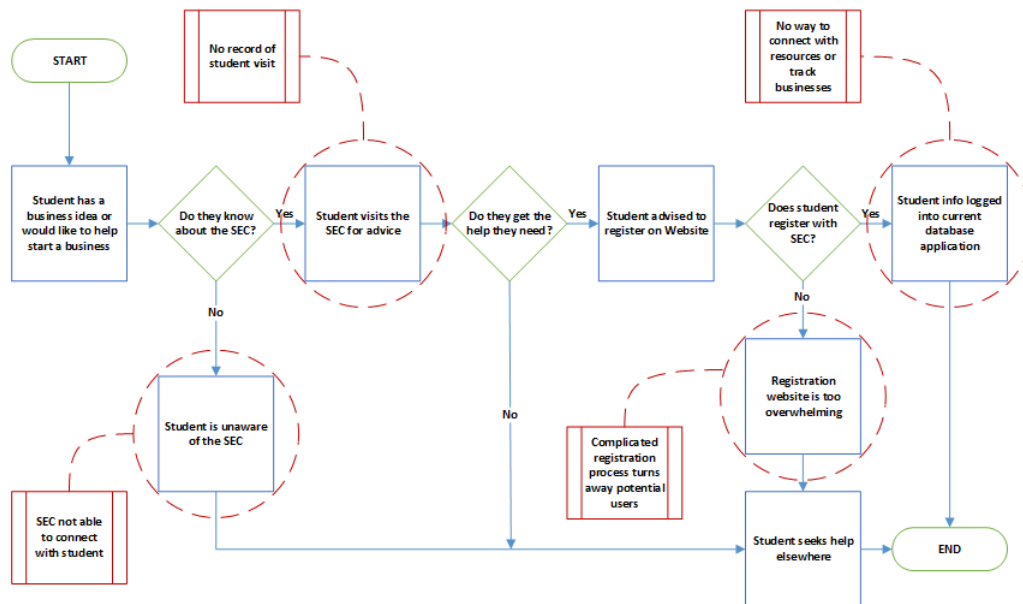 START
No record of
student visit
No way to
connect with
resources or
track
businesses
Student has a
business idea or
would like to help
start a business
Do they know
about the SEC?
Yes
Student visits the
SEC for advice
Do they get the
help they need?
Yes
Student advised to
register on Website
Does student
register with
SEC?
Yes
Student info logged
into current
database
application
No
No
Student is unaware
of the SEC
Registration
website is too
overwhelming
No
Complicated
registration
process turns
away potential
users
SEC not able
to connect
with student
Student seeks help
elsewhere
END